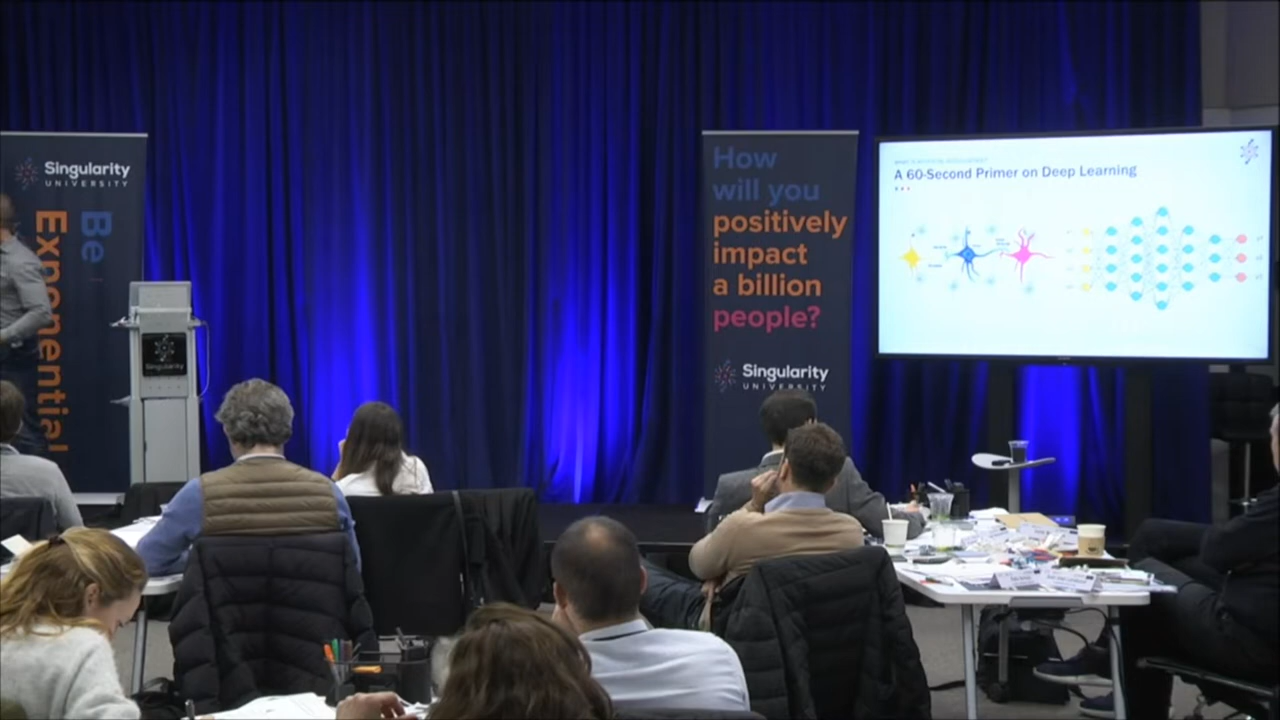 Singularity
UNIVERSITY
Be
Exponential
Singularity
How
will you
positively
impact
a billion
people?
Singularity
UNIVERSITY
A 60-Second Primer on Deep Learning